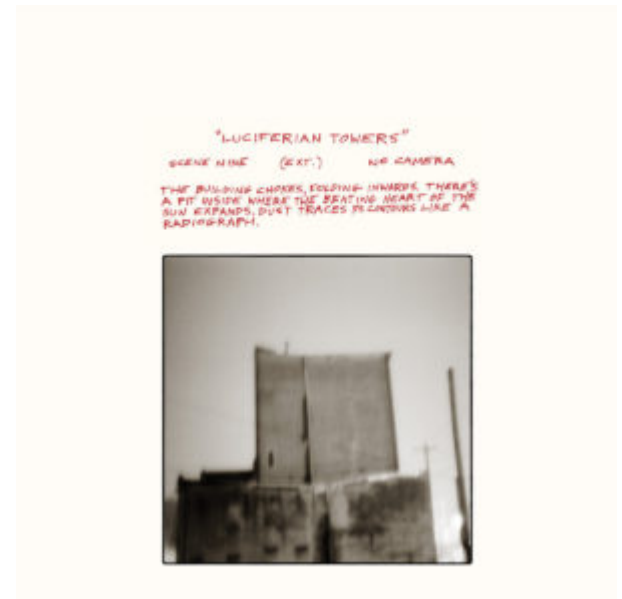 "LUCIFERIAN TOWERS"
SCENE NINE (EXT.) NO CAMERA
THE BUILDING CHOKES, FOLDING INWARDS. THERE'S
A PIT INSIDE WHERE THE BEATING HEART OF THE
SUN EXPANDS, DUST TRACES ITS CONTOURS LIKE A
RADIOGRAPH.